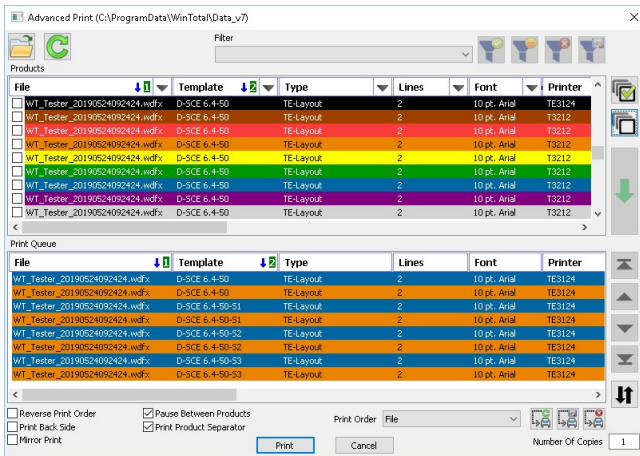 Advanced Print (C:\ProgramData\WinTotal\Data_v7)
Filter
Products
File 1 Template 2 Type Lines Font Printer
WT_Tester_20190524092424.wdfx D-SCE 6.4-50 TE-Layout 2 10 pt. Arial TE3124
WT_Tester_20190524092424.wdfx D-SCE 6.4-50 TE-Layout 2 10 pt. Arial T3212
WT_Tester_20190524092424.wdfx D-SCE 6.4-50 TE-Layout 2 10 pt. Arial T3212
WT_Tester_20190524092424.wdfx D-SCE 6.4-50 TE-Layout 2 10 pt. Arial T3212
WT_Tester_20190524092424.wdfx D-SCE 6.4-50 TE-Layout 2 10 pt. Arial T3212
WT_Tester_20190524092424.wdfx D-SCE 6.4-50 TE-Layout 2 10 pt. Arial T3212
WT_Tester_20190524092424.wdfx D-SCE 6.4-50 TE-Layout 2 10 pt. Arial T3212
WT_Tester_20190524092424.wdfx D-SCE 6.4-50 TE-Layout 2 10 pt. Arial T3212
WT_Tester_20190524092424.wdfx D-SCE 6.4-50 TE-Layout 2 10 pt. Arial T3212
Print Queue
File 1 Template 2 Type Lines Font Printer
WT_Tester_20190524092424.wdfx D-SCE 6.4-50 TE-Layout 2 10 pt. Arial TE3124
WT_Tester_20190524092424.wdfx D-SCE 6.4-50 TE-Layout 2 10 pt. Arial TE3124
WT_Tester_20190524092424.wdfx D-SCE 6.4-50-S1 TE-Layout 2 10 pt. Arial TE3124
WT_Tester_20190524092424.wdfx D-SCE 6.4-50-S1 TE-Layout 2 10 pt. Arial TE3124
WT_Tester_20190524092424.wdfx D-SCE 6.4-50-S2 TE-Layout 2 10 pt. Arial TE3124
WT_Tester_20190524092424.wdfx D-SCE 6.4-50-S2 TE-Layout 2 10 pt. Arial TE3124
WT_Tester_20190524092424.wdfx D-SCE 6.4-50-S3 TE-Layout 2 10 pt. Arial TE3124
WT_Tester_20190524092424.wdfx D-SCE 6.4-50-S3 TE-Layout 2 10 pt. Arial TE3124
Reverse Print Order Pause Between Products
Print Order File
Print Back Side Print Product Separator
Mirror Print Print Cancel Number Of Copies 1